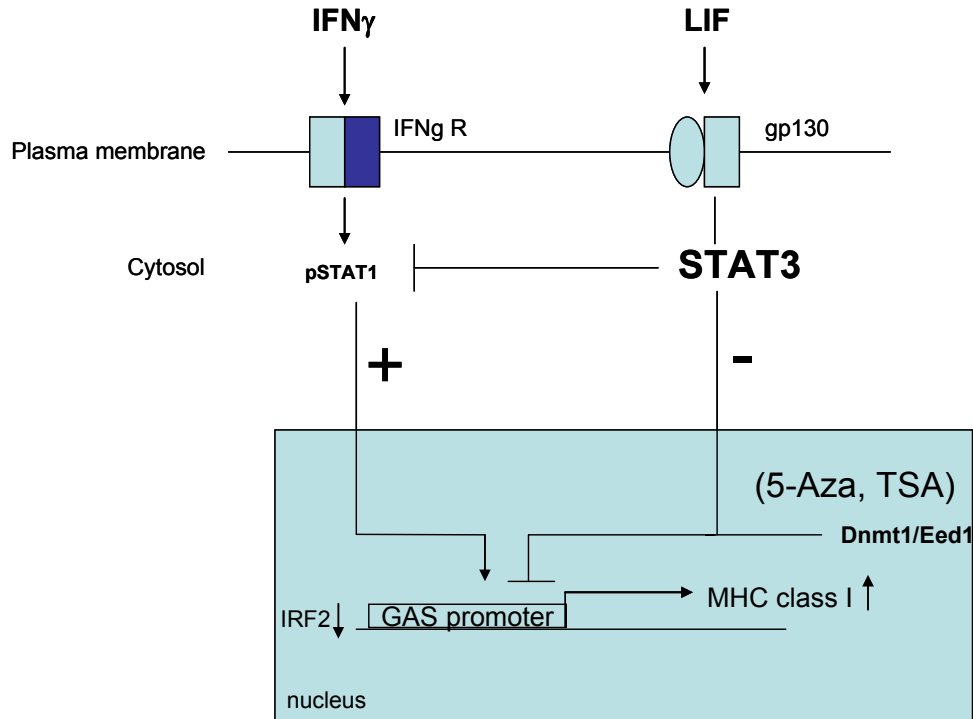 IFNγ LIF
IFNg R gp130
Plasma membrane
Cytosol pSTAT1 STAT3
+ -
(5-Aza, TSA)
Dnmt1/Eed1
MHC class I
IRF2 GAS promoter
nucleus